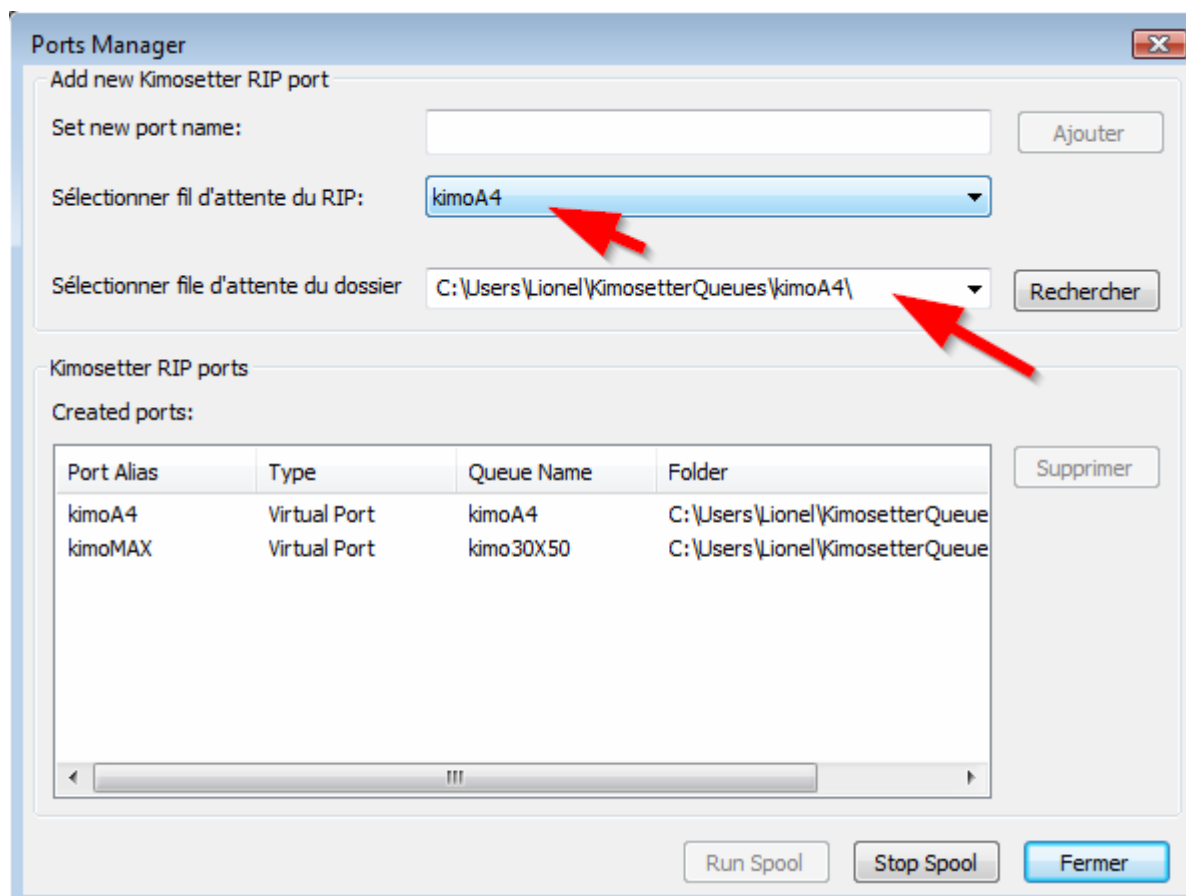 Ports Manager
Add new Kimosetter RIP port
Set new port name:
Ajouter
Sélectionner fil d'attente du RIP:
kimoA4
Sélectionner file d'attente du dossier
C:\Users\Lionel\KimosetterQueues\kimoA4\
Rechercher
Kimosetter RIP ports
Created ports:
Supprimer
Port Alias Type Queue Name Folder
kimoA4 Virtual Port kimoA4 C:\Users\Lionel\KimosetterQueue
kimoMAX Virtual Port kimo30X50 C:\Users\Lionel\KimosetterQueue
Run Spool Stop Spool Fermer